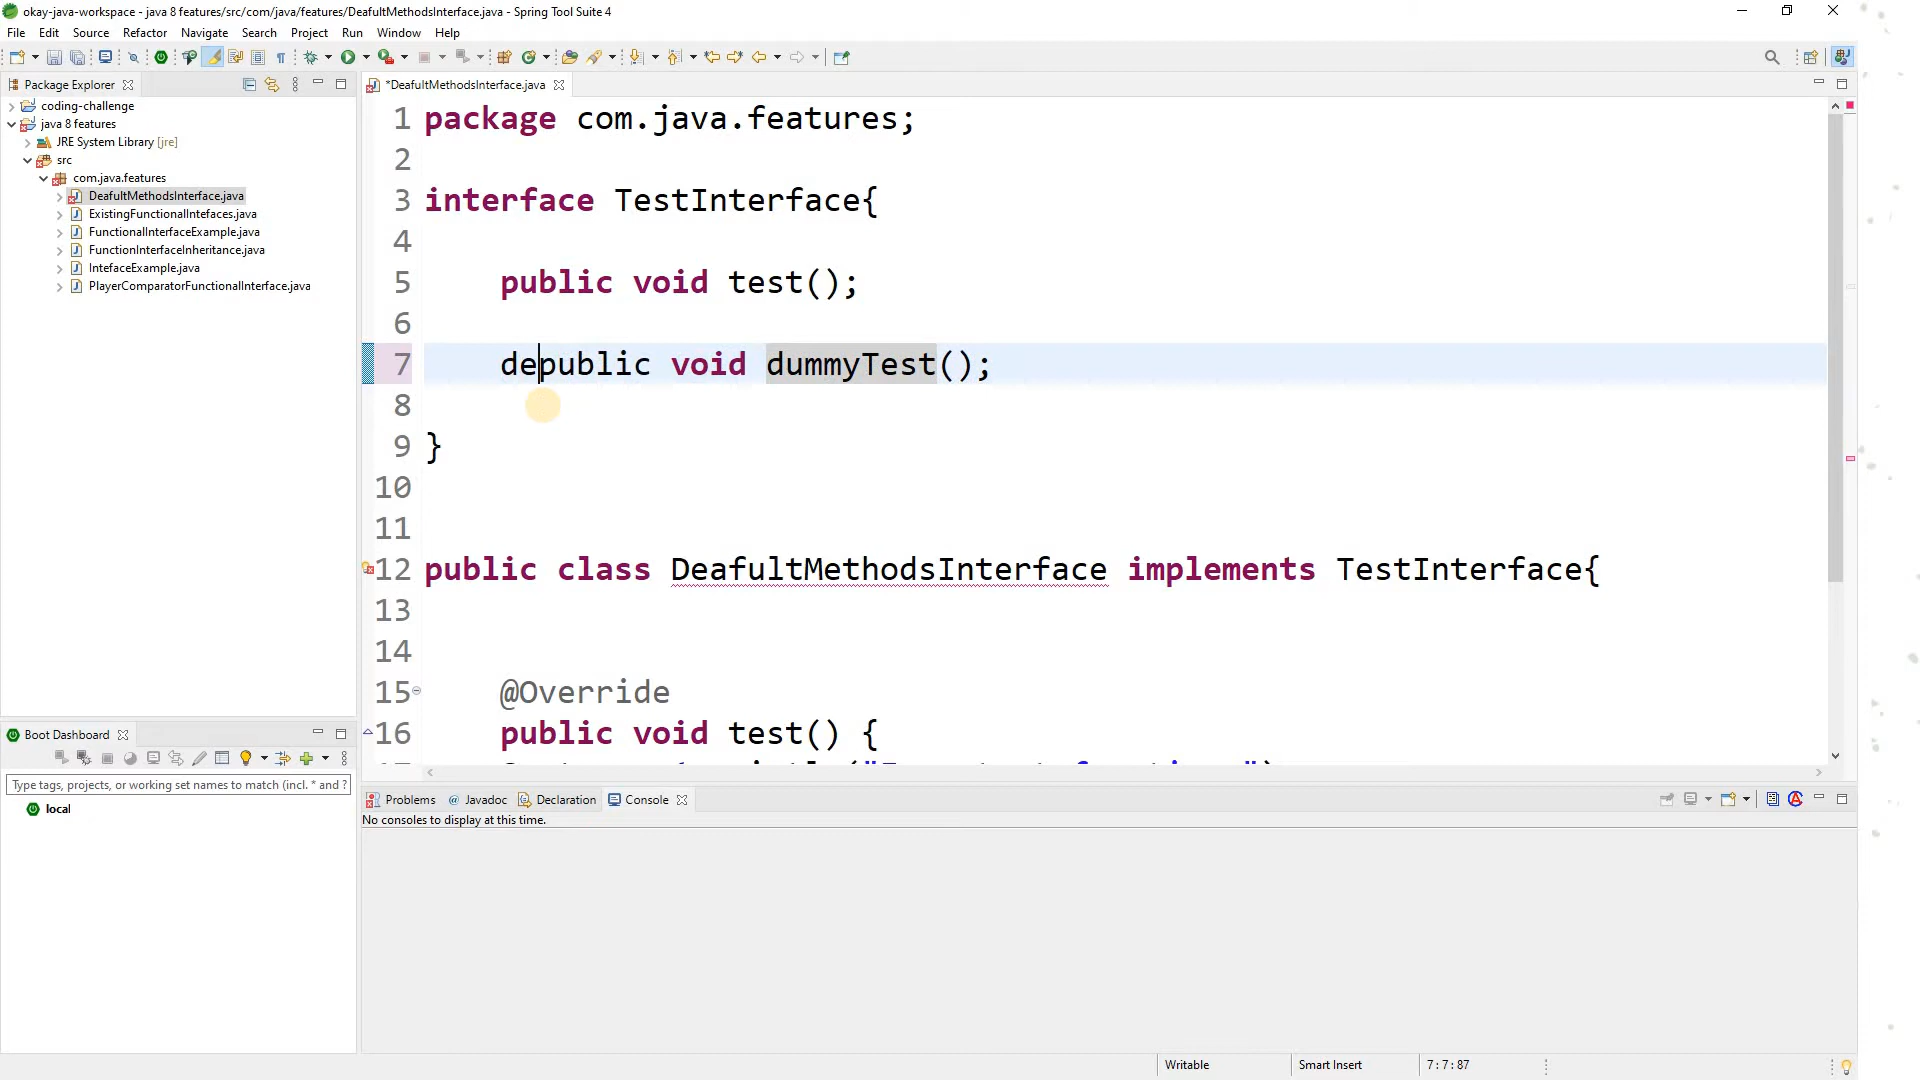 okay-java-workspace - java 8 features/src/com/java/features/DeafultMethodsInterface.java - Spring Tool Suite 4
File Edit Source Refactor Navigate Search Project Run Window Help
Package Explorer
coding-challenge
java 8 features
JRE System Library [jre]
src
com.java.features
DeafultMethodsInterface.java
ExistingFunctionalIntefaces.java
FunctionalInterfaceExample.java
FunctionInterfaceInheritance.java
IntefaceExample.java
PlayerComparatorFunctionalInterface.java
*DeafultMethodsInterface.java
1 package com.java.features;
2
3 interface TestInterface{
4
5 public void test();
6
7 depublic void dummyTest();
8
9 }
10
11
12 public class DeafultMethodsInterface implements TestInterface{
13
14
15 @Override
16 public void test() {
Boot Dashboard
Type tags, projects, or working set names to match (incl. * and ?
local
Problems @ Javadoc Declaration Console
No consoles to display at this time.
Writable Smart Insert 7:7:87